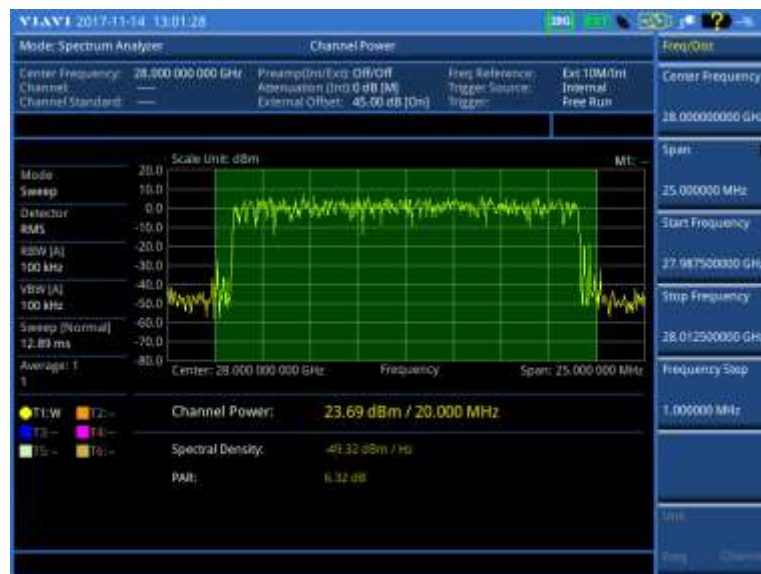 VIAVI 2017-11-14 13:01:28
Mode: Spectrum Analyzer
Channel Power
Freq/Dist
Center Frequency: 28.000 000 000 GHz
Channel: —
Channel Standard: —
Preamp(Int/Ext): Off/Off
Attenuation (Int): 0 dB [M]
External Offset: 45.00 dB [On]
Freq Reference: Ext 10M/Int
Trigger Source: Internal
Trigger: Free Run
Center Frequency
28.000000000 GHz
Span
25.000000 MHz
Start Frequency
27.987500000 GHz
Stop Frequency
28.012500000 GHz
Frequency Step
1.000000 MHz
Unit
Mode
Sweep
Detector
RMS
RBW [A]
100 kHz
VBW [A]
100 kHz
Sweep [Normal]
12.89 ms
Average: 1
1
Scale Unit: dBm
M1: --
20.0
10.0
0.0
-10.0
-20.0
-30.0
-40.0
-50.0
-60.0
-70.0
-80.0
Center: 28.000 000 000 GHz
Frequency
Span: 25.000 000 MHz
T1:W T2:--
T3:-- T4:--
T5:-- T6:--
Channel Power: 23.69 dBm / 20.000 MHz
Spectral Density: -49.32 dBm / Hz
PAR: 6.32 dB